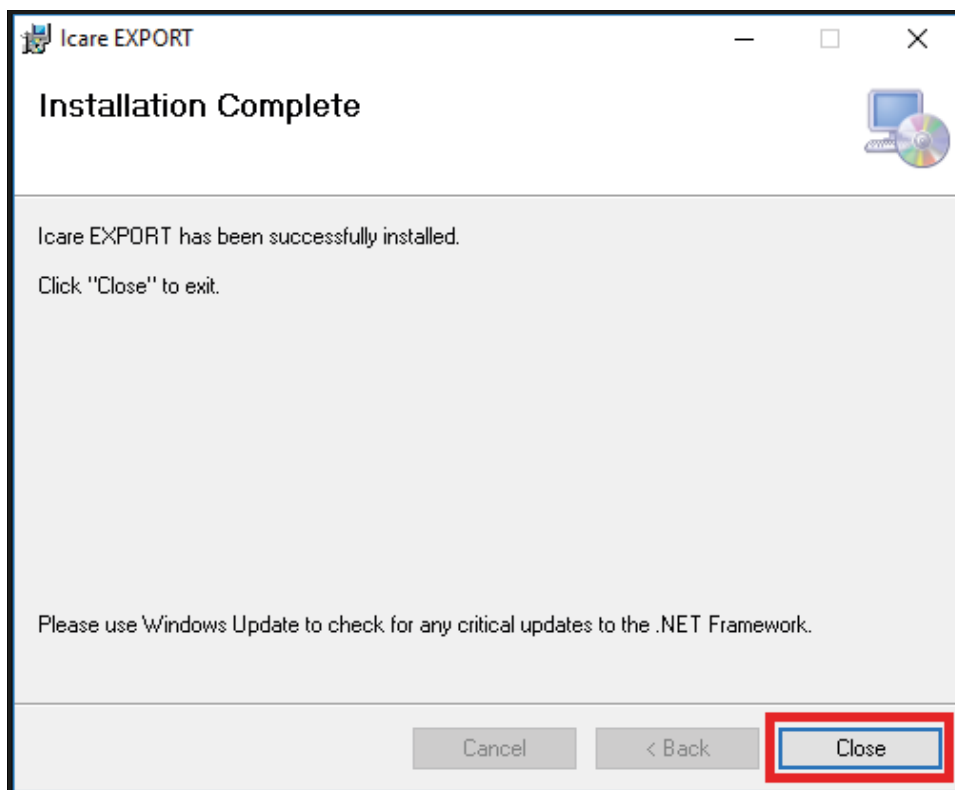 Icare EXPORT
Installation Complete
Icare EXPORT has been successfully installed.
Click "Close" to exit.
Please use Windows Update to check for any critical updates to the .NET Framework.
Cancel
< Back
Close